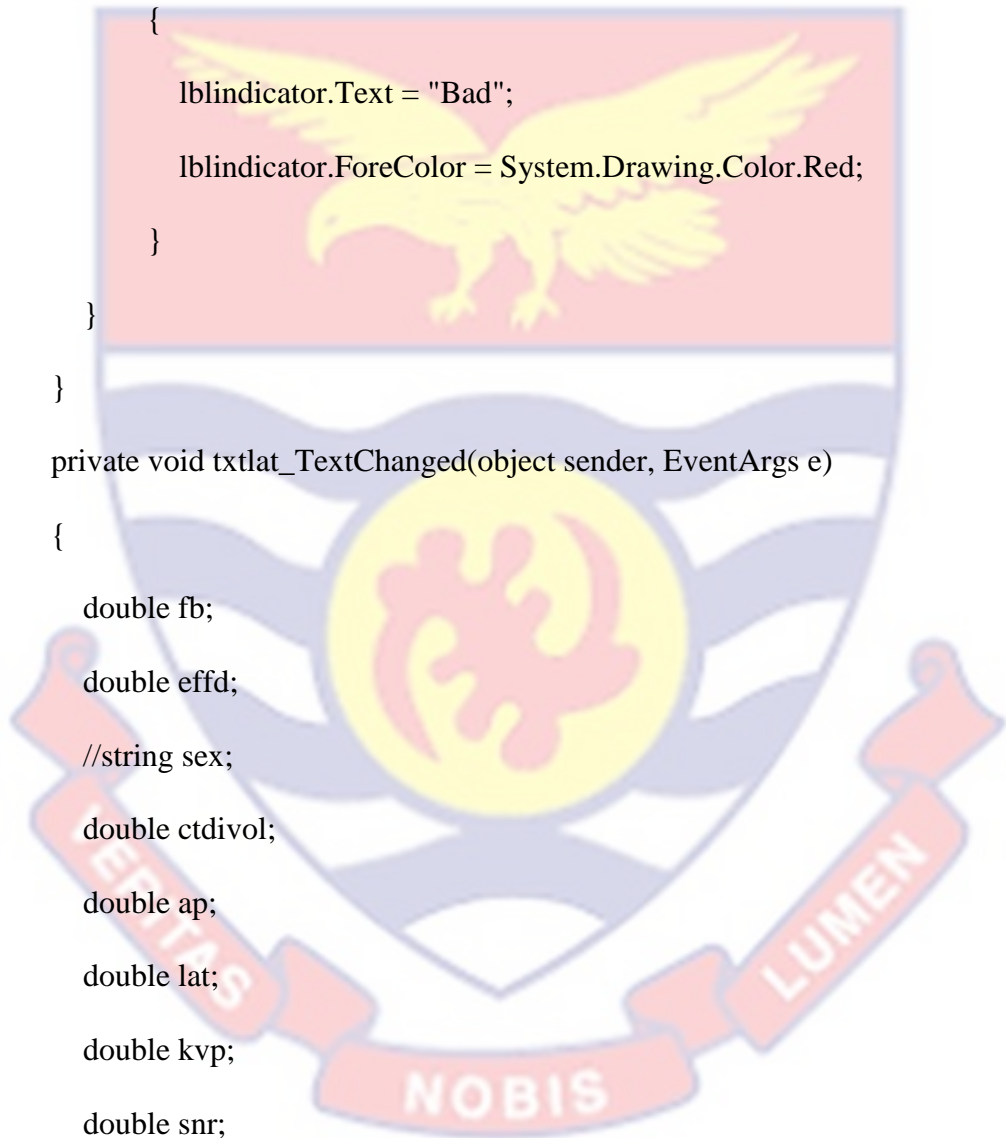 {
lblindicator.Text = "Bad";
lblindicator.ForeColor = System.Drawing.Color.Red;
}
}
}
private void txtlat_TextChanged(object sender, EventArgs e)
{
double fb;
double effd;
//string sex;
double ctdivol;
double ap;
double lat;
double kvp;
double snr;
VERITAS
NOBIS
LUMEN